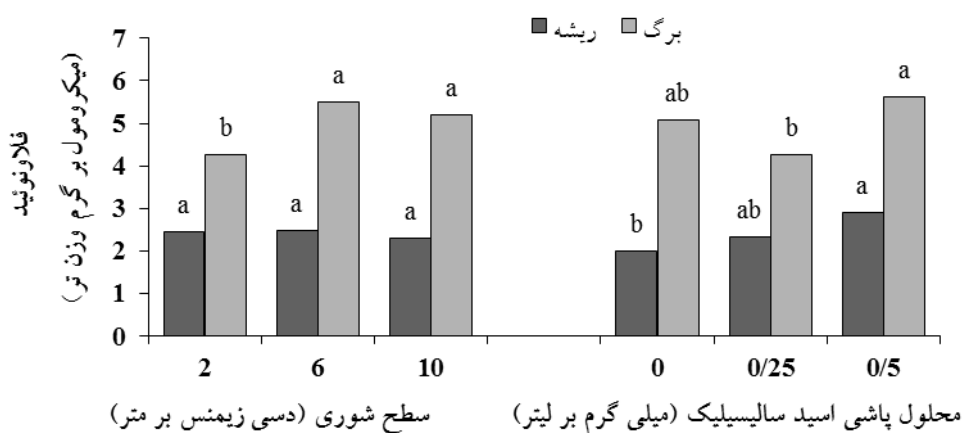 ریشه برگ
فلاونوئید
(میکرومول بر گرم وزن تر)
7
6
5
4
3
2
1
0
a b a a a a
b ab ab b a a
2 6 10 0 0/25 0/5
سطح شوری (دسی زیمنس بر متر)
محلول پاشی اسید سالیسیلیک (میلی گرم بر لیتر)